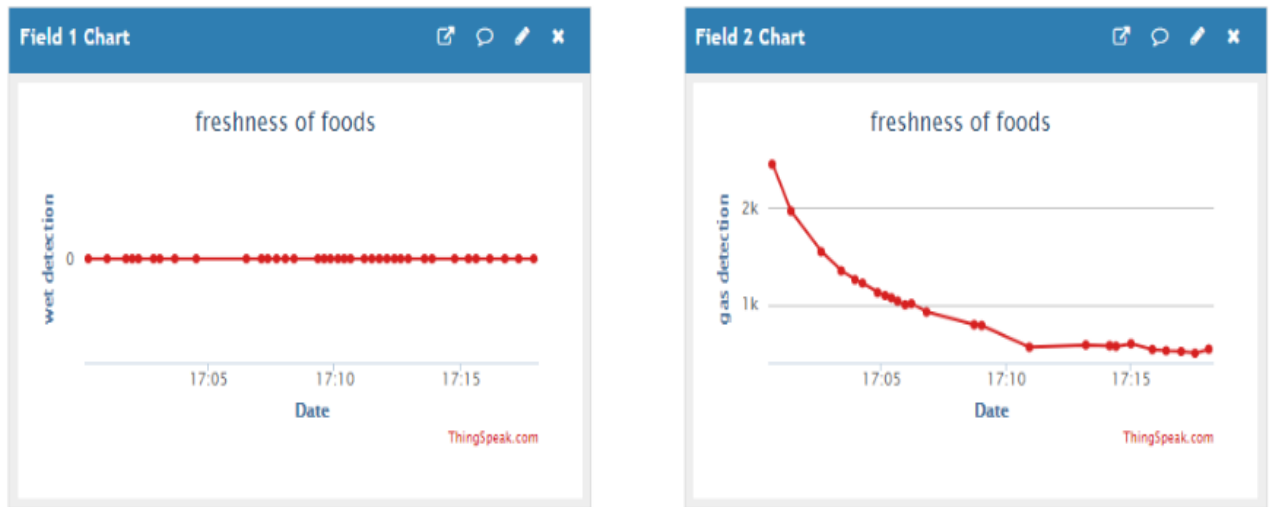 Field 1 Chart
freshness of foods
wet detection
0
17:05 17:10 17:15
Date
ThingSpeak.com
Field 2 Chart
freshness of foods
gas detection
2k
1k
17:05 17:10 17:15
Date
ThingSpeak.com